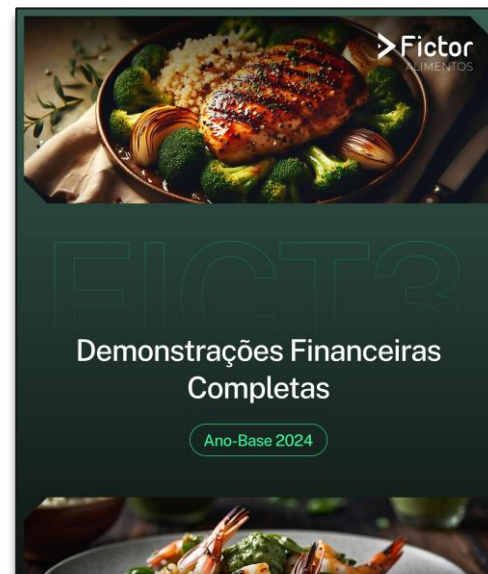 Fictor
ALIMENTOS
FICT3
Demonstrações Financeiras
Completas
Ano-Base 2024